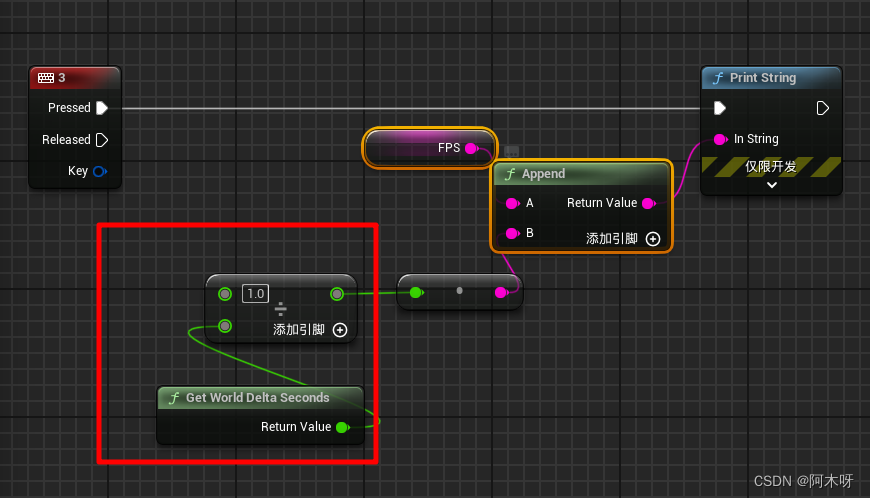 3
Pressed
Released
Key
FPS
Append
A
Return Value
B
添加引脚
Print String
In String
仅限开发
1.0
添加引脚
Get World Delta Seconds
Return Value
CSDN @阿木呀